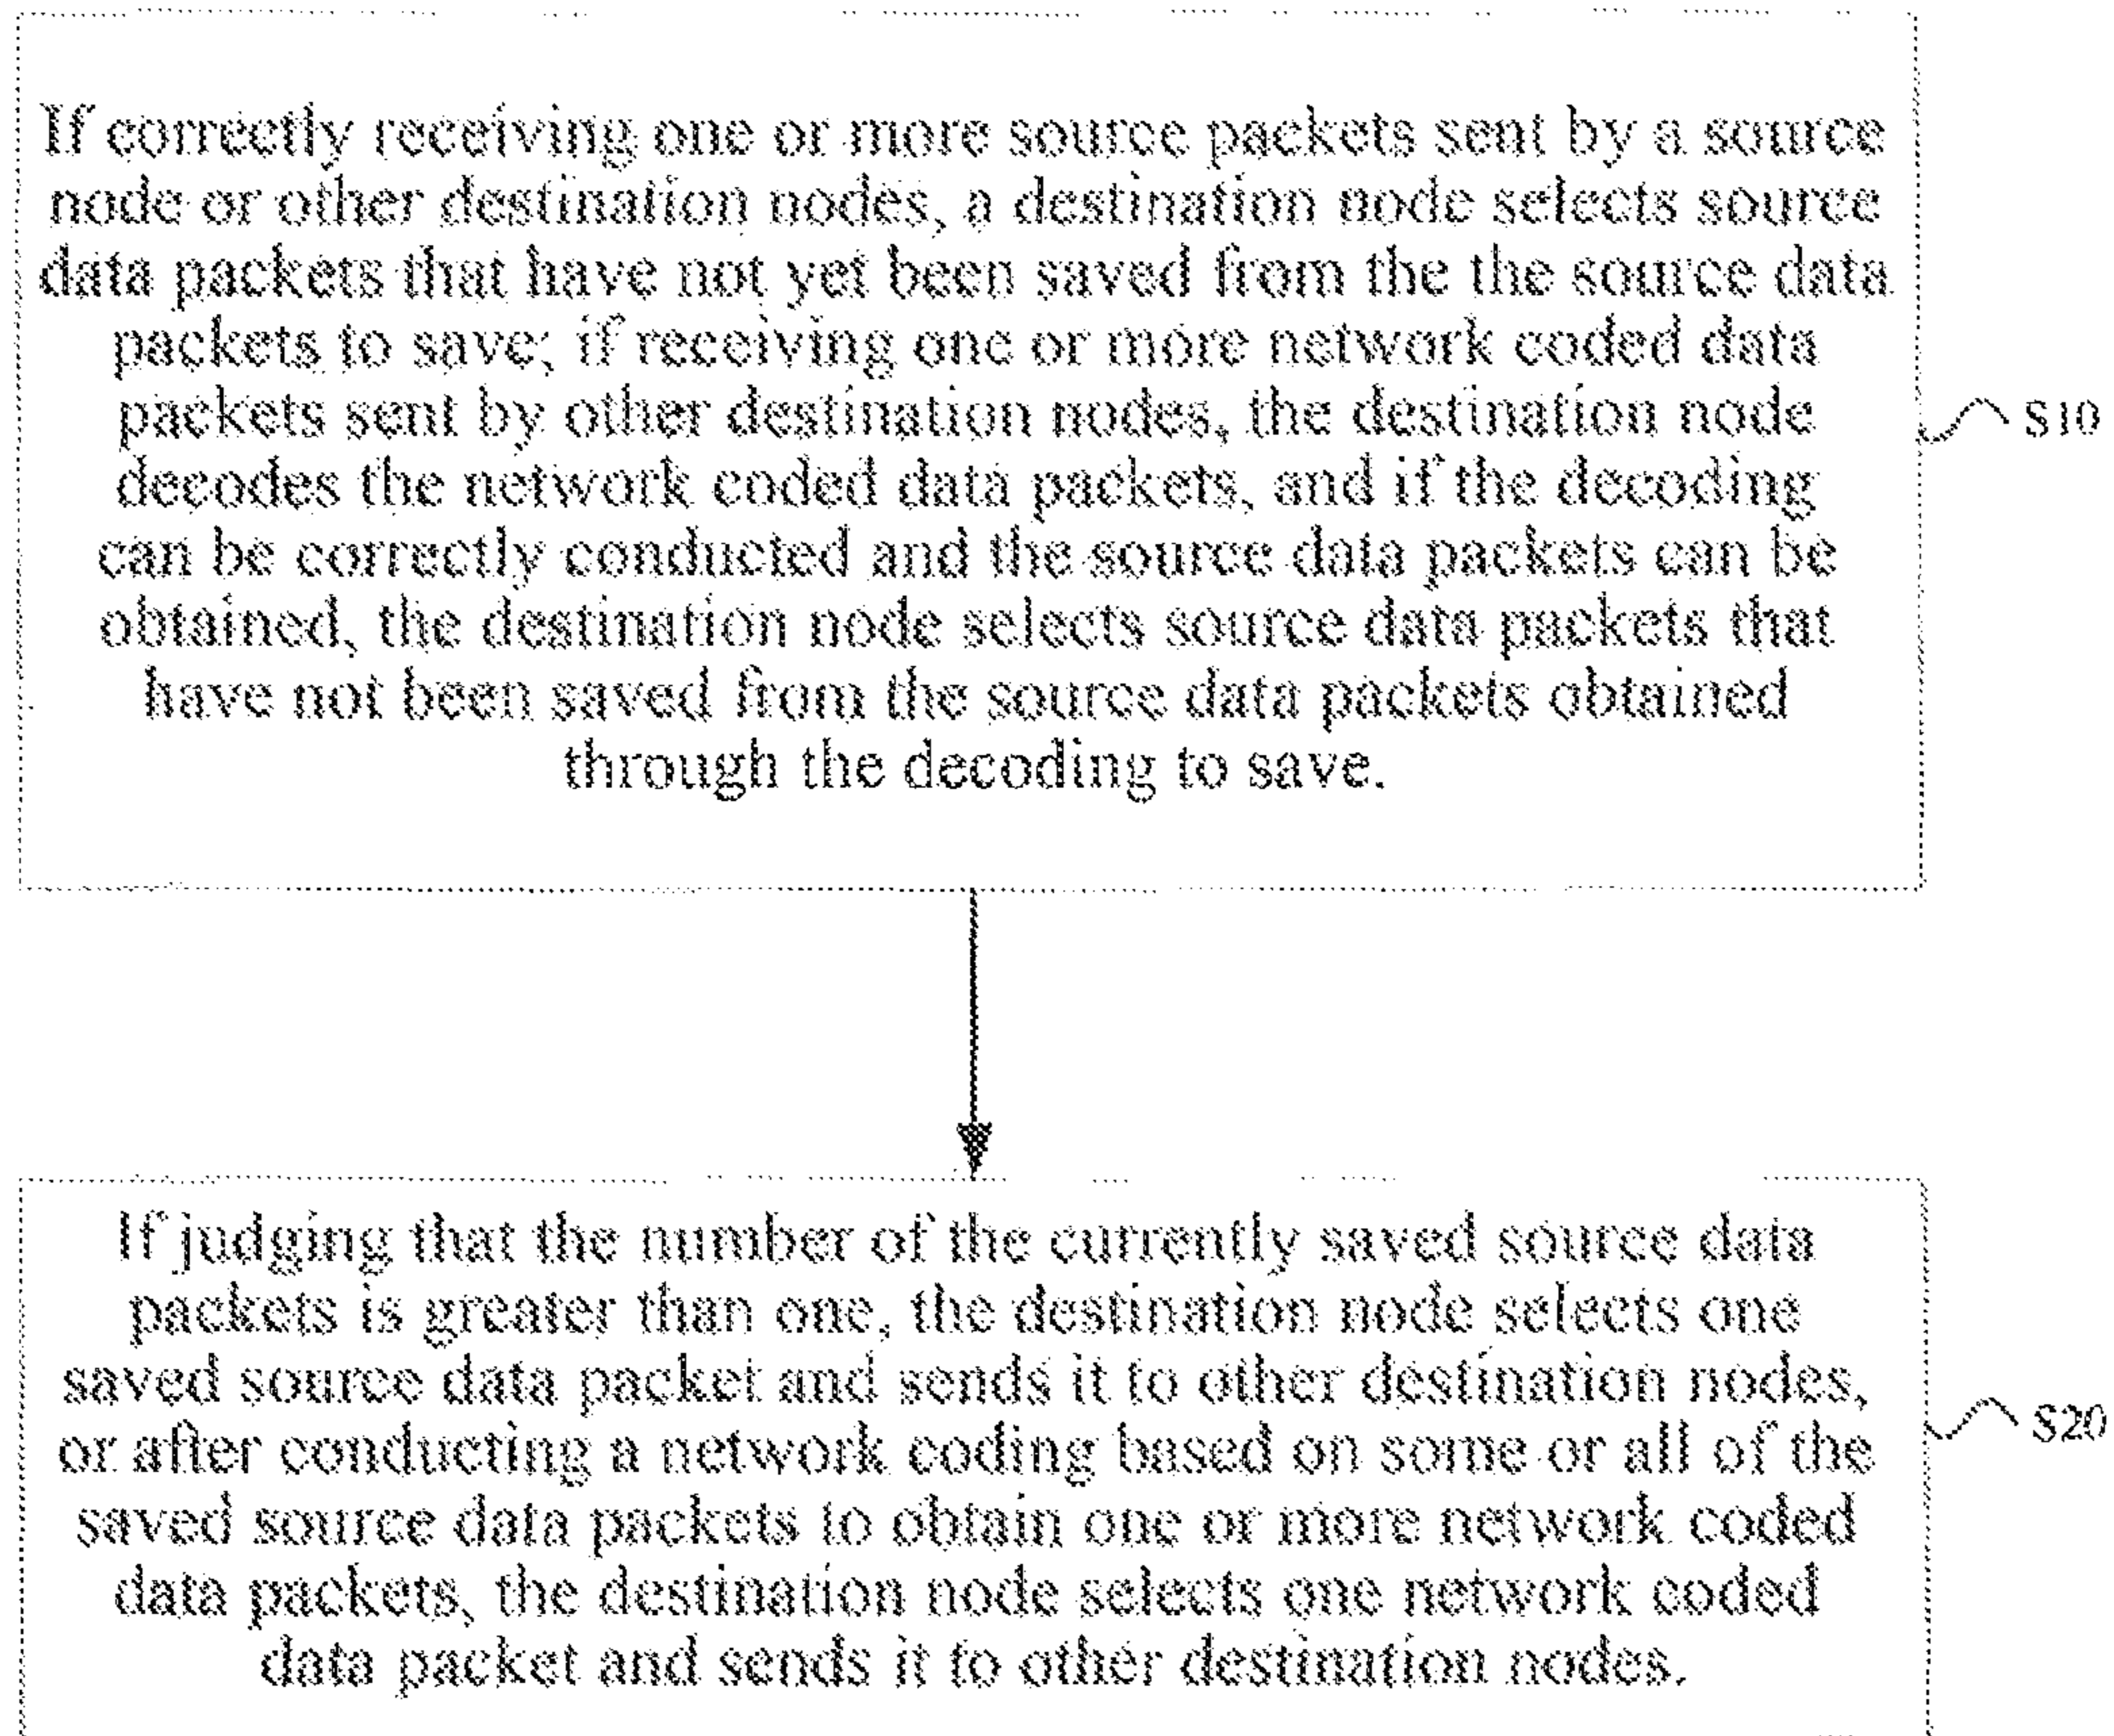 If correctly receiving one or more source packets sent by a source
node or other destination nodes, a destination node selects source
data packets that have not yet been saved from the the source data
packets to save; if receiving one or more network coded data
packets sent by other destination nodes, the destination node
decodes the network coded data packets, and if the decoding
can be correctly conducted and the source data packets can be
obtained, the destination node selects source data packets that
have not been saved from the source data packets obtained
through the decoding to save.
S10
If judging that the number of the currently saved source data
packets is greater than one, the destination node selects one
saved source data packet and sends it to other destination nodes,
or after conducting a network coding based on some or all of the
saved source data packets to obtain one or more network coded
data packets, the destination node selects one network coded
data packet and sends it to other destination nodes.
S20